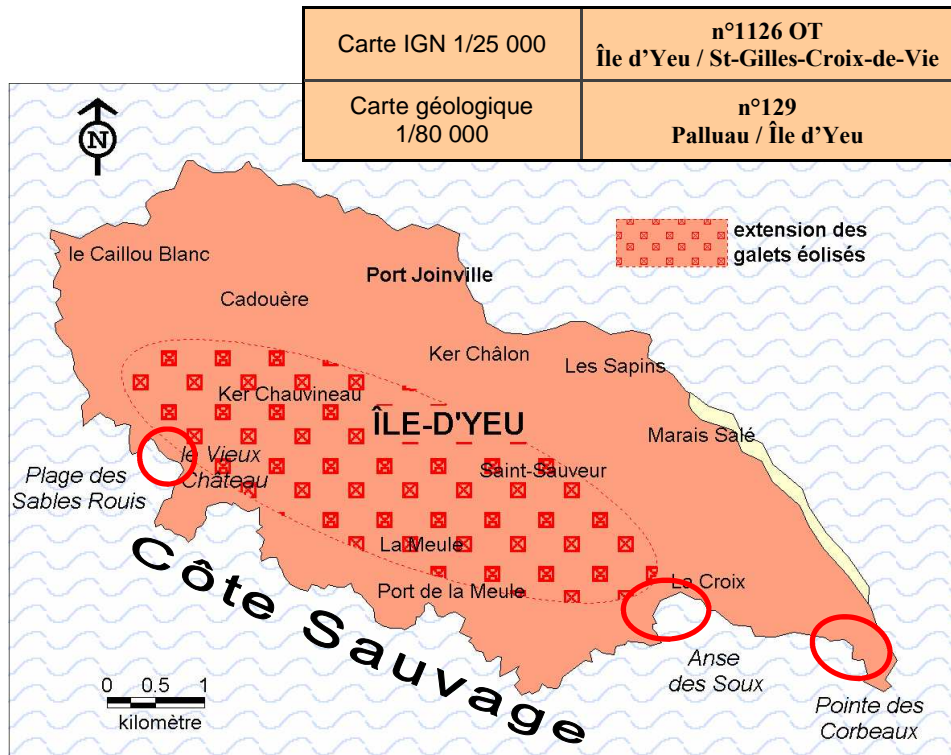 Carte IGN 1/25 000
n°1126 OT
Île d'Yeu / St-Gilles-Croix-de-Vie
Carte géologique
1/80 000
n°129
Palluau / Île d'Yeu
N
extension des
galets éolisés
le Caillou Blanc
Port Joinville
Cadouère
Ker Châlon
Les Sapins
Ker Chauvineau
ÎLE-D'YEU
Marais Salé
le Vieux
Château
Saint-Sauveur
Plage des
Sables Rouis
La Meule
Port de la Meule
La Croix
Côte Sauvage
Anse
des Soux
Pointe des
Corbeaux
0 0.5 1
kilomètre